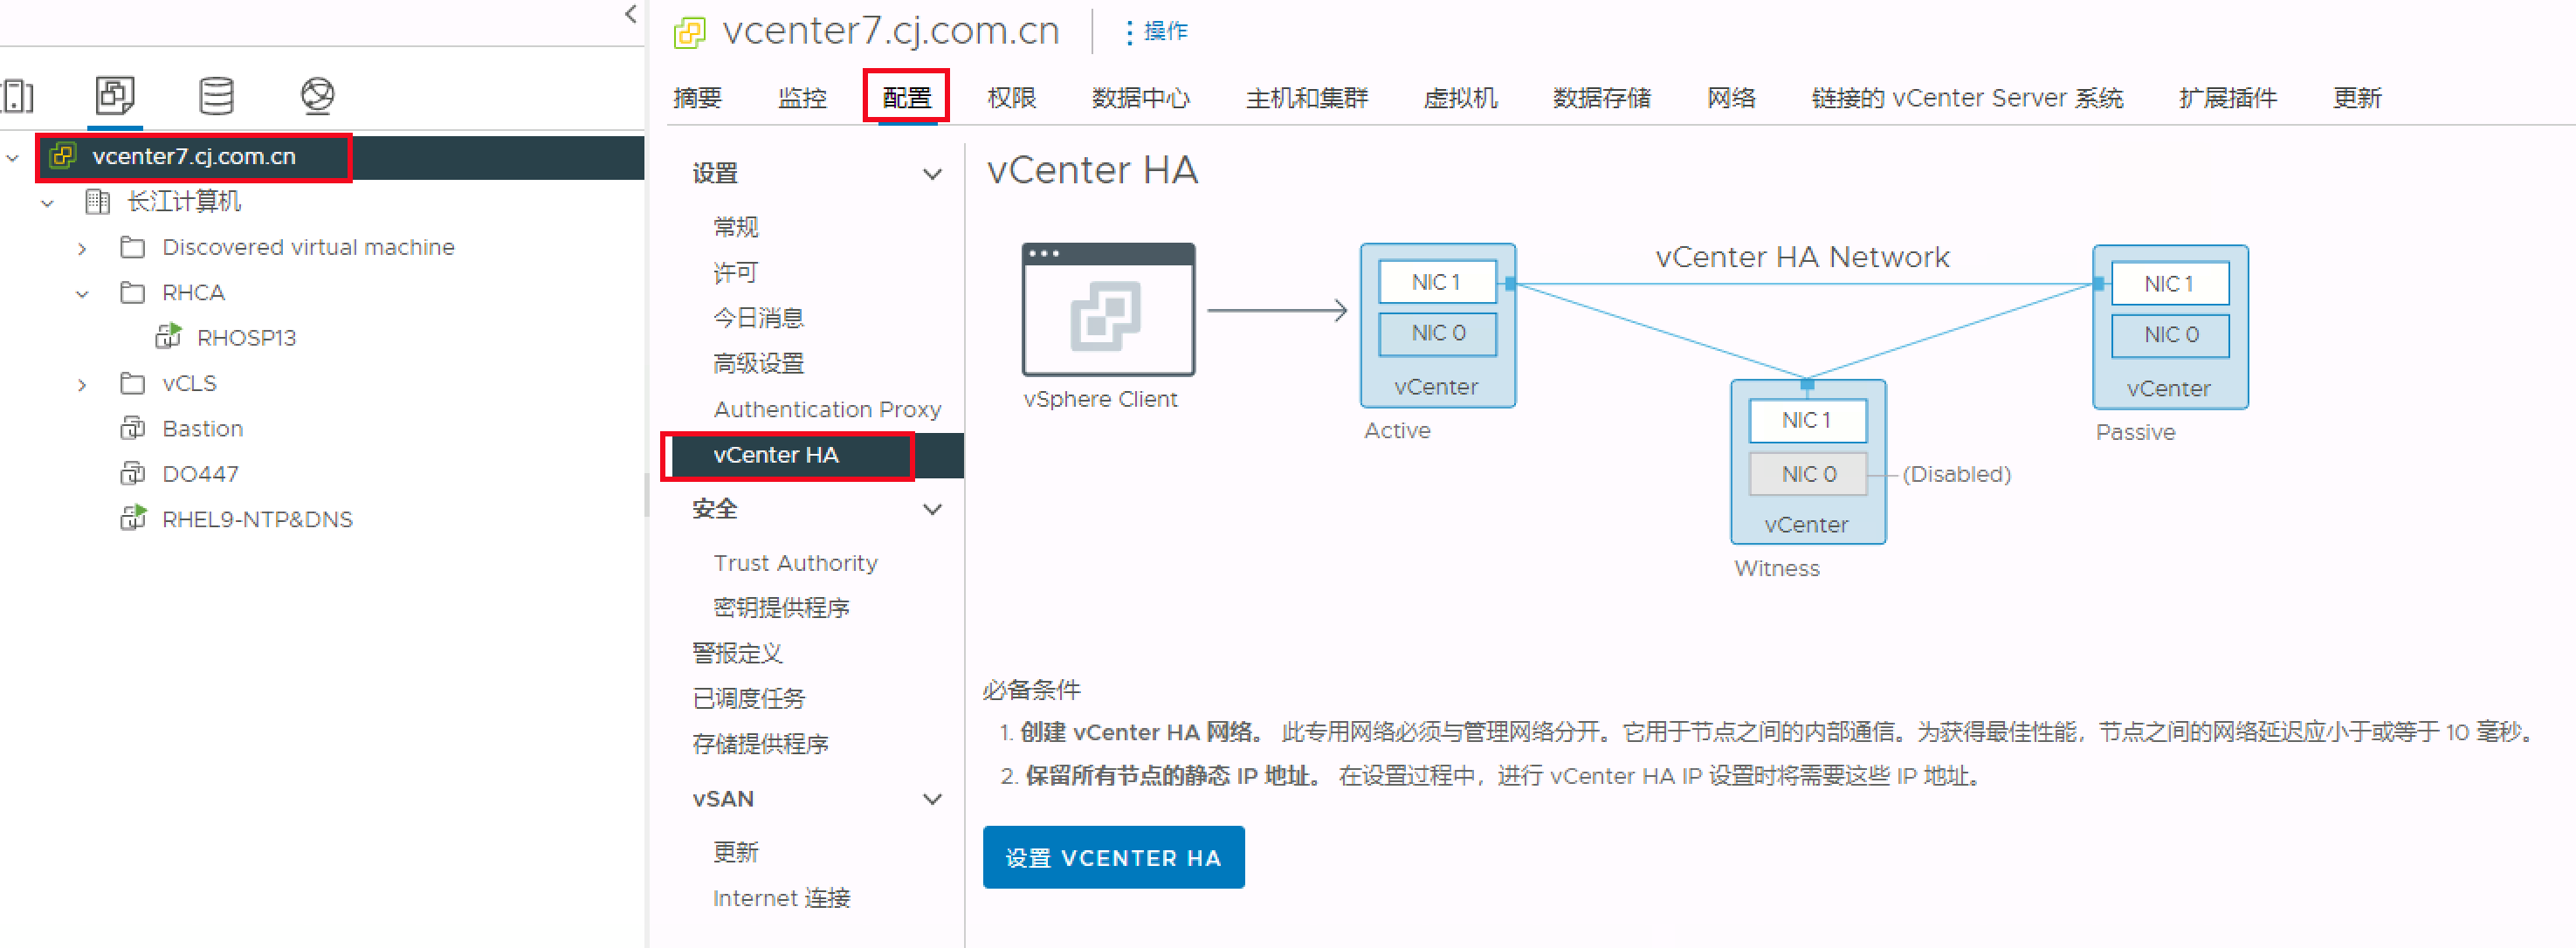 vcenter7.cj.com.cn
操作
摘要 监控 配置 权限 数据中心 主机和集群 虚拟机 数据存储 网络 链接的 vCenter Server 系统 扩展插件 更新
vcenter7.cj.com.cn
长江计算机
Discovered virtual machine
RHCA
RHOSP13
vCLS
Bastion
DO447
RHEL9-NTP&DNS
设置
常规
许可
今日消息
高级设置
Authentication Proxy
vCenter HA
安全
Trust Authority
密钥提供程序
警报定义
已调度任务
存储提供程序
vSAN
更新
Internet 连接
vCenter HA
vSphere Client
NIC 1
NIC 0
vCenter
Active
vCenter HA Network
NIC 1
NIC 0
vCenter
Passive
NIC 1
NIC 0
(Disabled)
vCenter
Witness
必备条件
1. 创建 vCenter HA 网络。 此专用网络必须与管理网络分开。它用于节点之间的内部通信。为获得最佳性能，节点之间的网络延迟应小于或等于 10 毫秒。
2. 保留所有节点的静态 IP 地址。 在设置过程中，进行 vCenter HA IP 设置时将需要这些 IP 地址。
设置 VCENTER HA